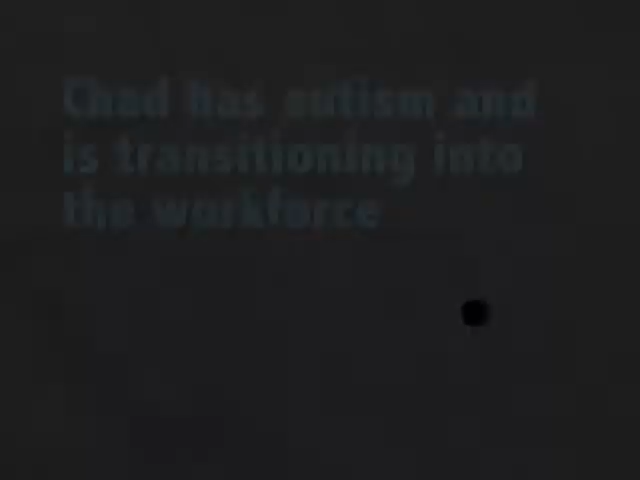 Chad has autism and
is transitioning into
the workforce